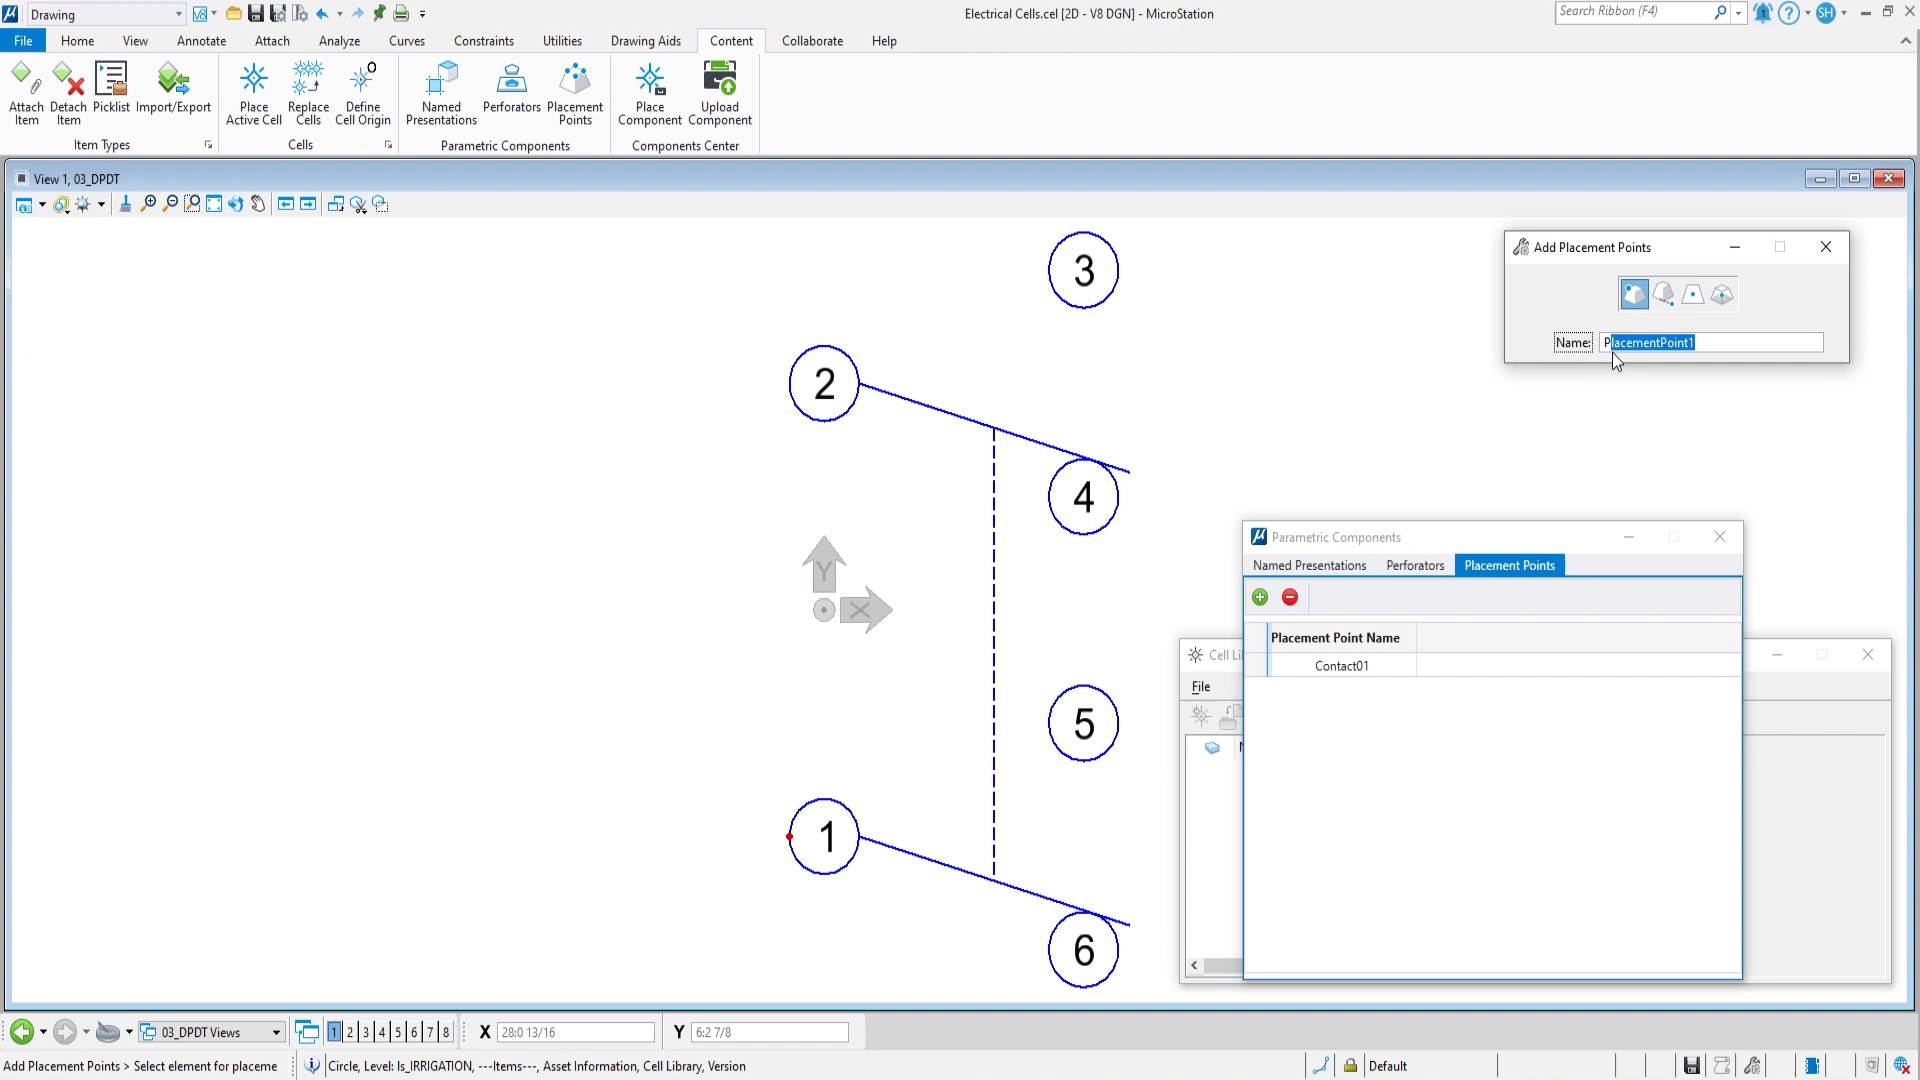 Drawing
Electrical Cells.cel [2D - V8 DGN] - MicroStation
Search Ribbon (F4)
SH
File Home View Annotate Attach Analyze Curves Constraints Utilities Drawing Aids Content Collaborate Help
Attach Item
Detach Item
Picklist
Import/Export
Place Active Cell
Replace Cells
Define Cell Origin
Named Presentations
Perforators
Placement Points
Place Component
Upload Component
Item Types
Cells
Parametric Components
Components Center
View 1, 03_DPDT
3
2
4
Y
X
5
1
6
Add Placement Points
Name: PlacementPoint1
Parametric Components
Named Presentations Perforators Placement Points
Placement Point Name
Contact01
Cell Li
File
03_DPDT Views
1 2 3 4 5 6 7 8
X 28:0 13/16
Y 6:2 7/8
Add Placement Points > Select element for placeme
Circle, Level: ls_IRRIGATION, ---Items---, Asset Information, Cell Library, Version
Default